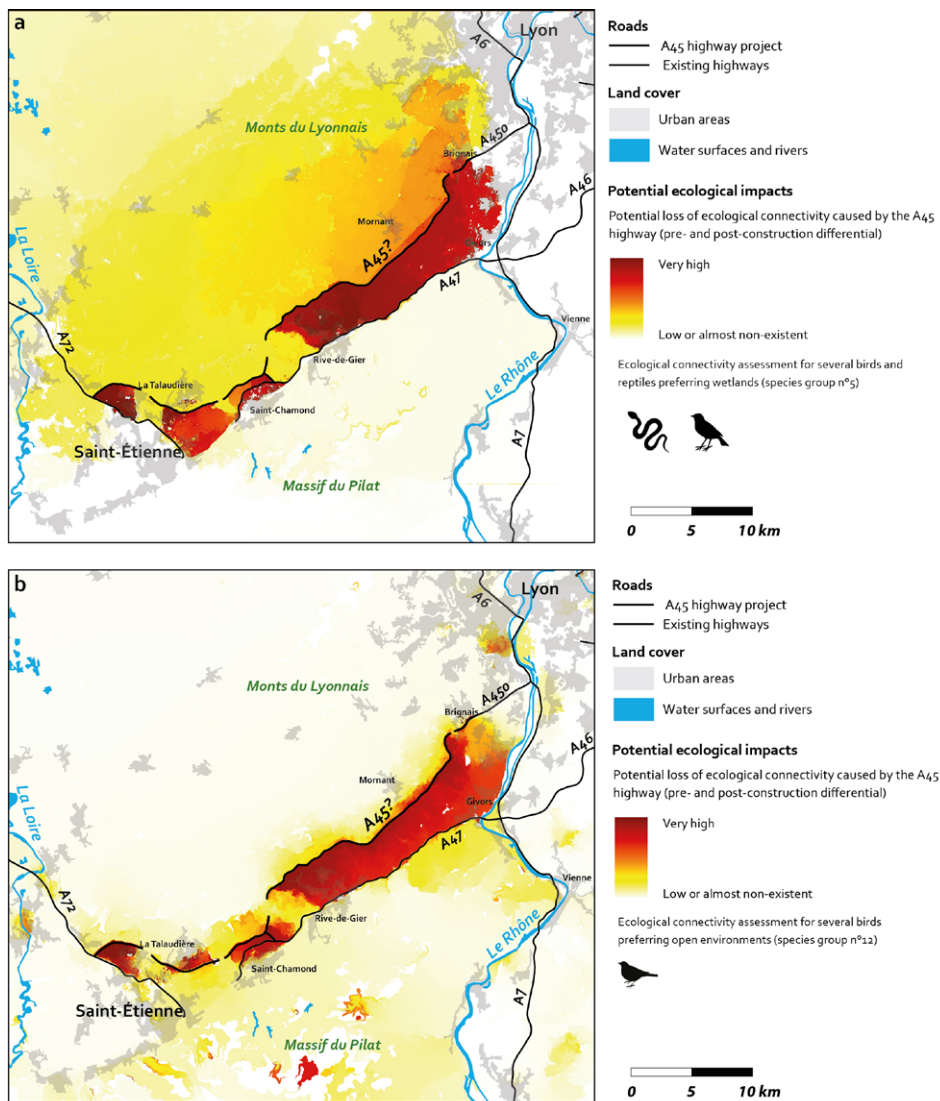 a
Lyon
A6
Monts du Lyonnais
A450
Brignais
A46
Mornant
La Loire
A45?
Givors
A47
A72
Vienne
Rive-de-Gier
Le Rhône
La Talaudière
Saint-Chamond
A7
Saint-Étienne
Massif du Pilat
Roads
A45 highway project
Existing highways
Land cover
Urban areas
Water surfaces and rivers
Potential ecological impacts
Potential loss of ecological connectivity caused by the A45
highway (pre- and post-construction differential)
Very high
Low or almost non-existent
Ecological connectivity assessment for several birds and
reptiles preferring wetlands (species group n°5)
0 5 10 km
b
Lyon
A6
Monts du Lyonnais
A450
Brignais
A46
Mornant
La Loire
A45?
Givors
A47
A72
Vienne
Rive-de-Gier
Le Rhône
La Talaudière
Saint-Chamond
A7
Saint-Étienne
Massif du Pilat
Roads
A45 highway project
Existing highways
Land cover
Urban areas
Water surfaces and rivers
Potential ecological impacts
Potential loss of ecological connectivity caused by the A45
highway (pre- and post-construction differential)
Very high
Low or almost non-existent
Ecological connectivity assessment for several birds
preferring open environments (species group n°12)
0 5 10 km